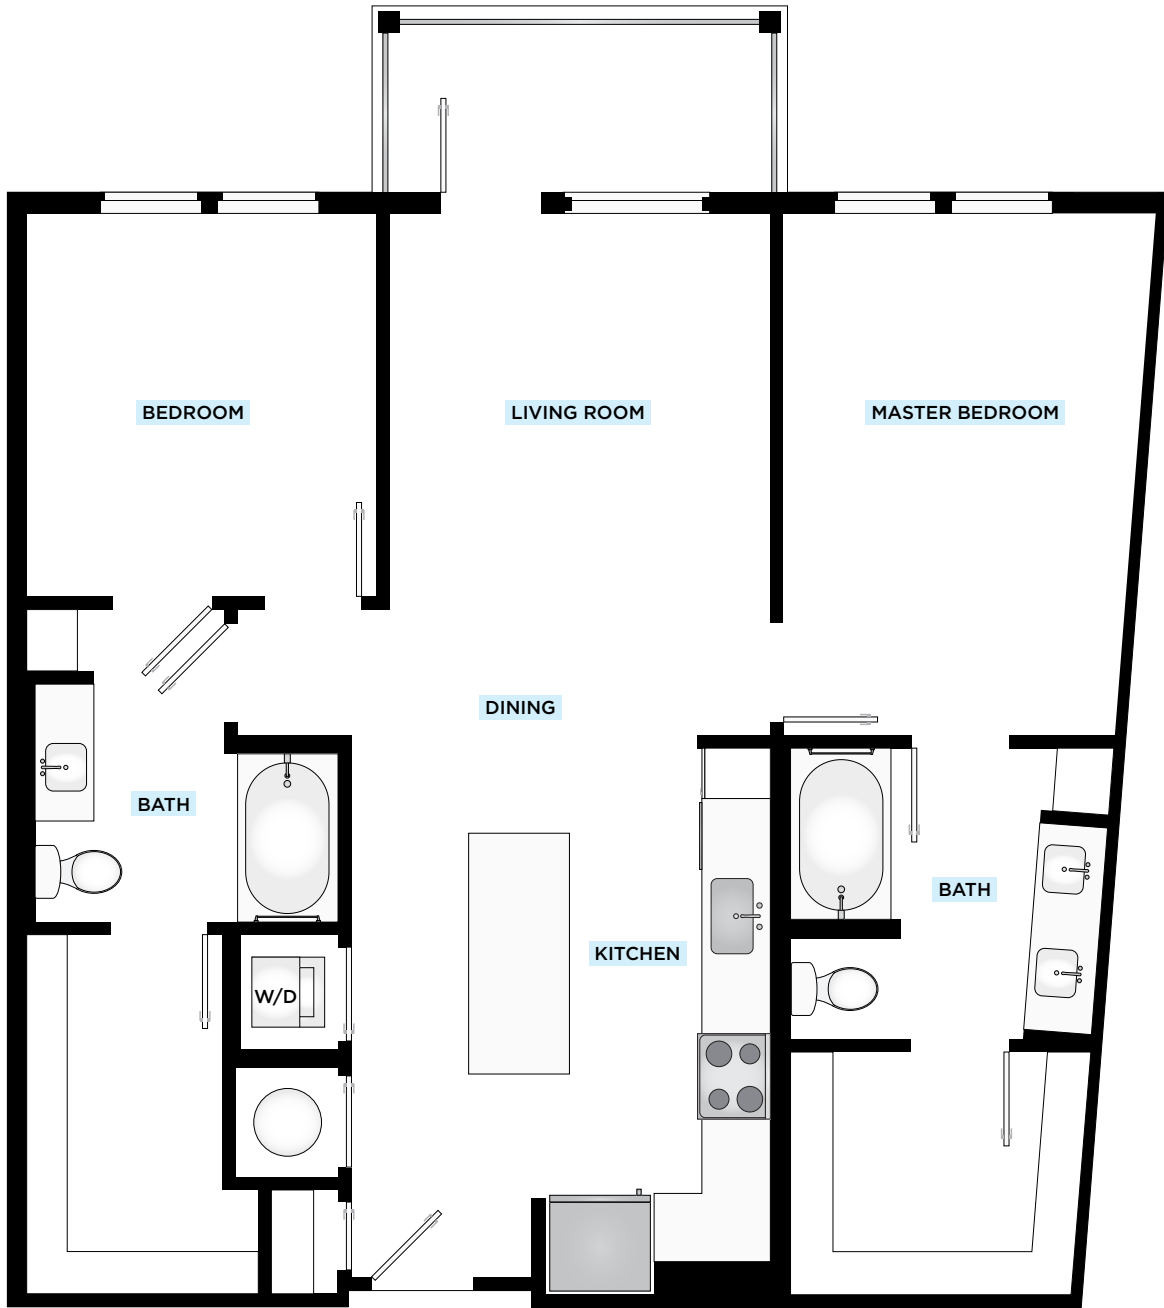 BEDROOM
LIVING ROOM
MASTER BEDROOM
DINING
BATH
BATH
KITCHEN
W/D